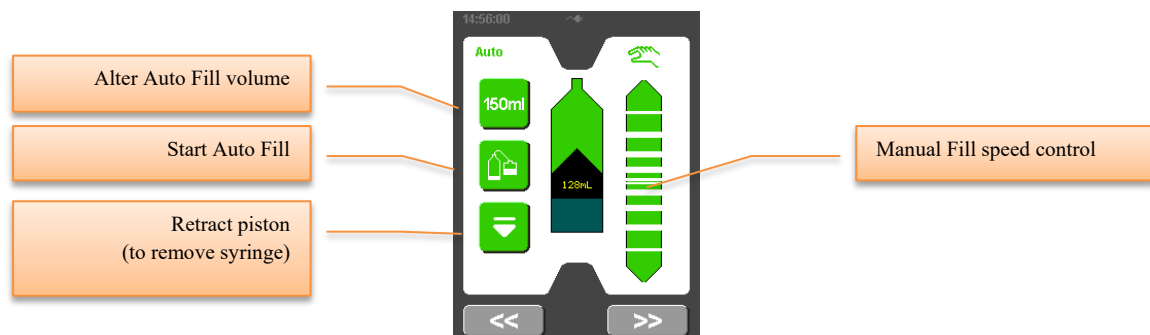 14:56:00
Auto
Alter Auto Fill volume
150ml
Start Auto Fill
128mL
Manual Fill speed control
Retract piston
(to remove syringe)
<< >>